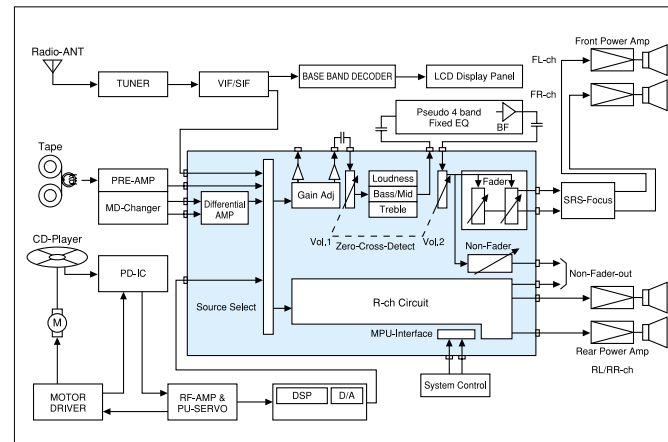 Radio-ANT
TUNER
VIF/SIF
BASE BAND DECODER
LCD Display Panel
Front Power Amp
FL-ch
FR-ch
Pseudo 4 band
Fixed EQ
BF
Tape
PRE-AMP
MD-Changer
Differential
AMP
Gain Adj
Loudness
Bass/Mid
Treble
Fader
SRS-Focus
Vol.1
Zero-Cross-Detect
Vol.2
Non-Fader
Non-Fader-out
CD-Player
PD-IC
M
Source Select
R-ch Circuit
MPU-Interface
System Control
Rear Power Amp
RL/RR-ch
MOTOR
DRIVER
RF-AMP &
PU-SERVO
DSP
D/A